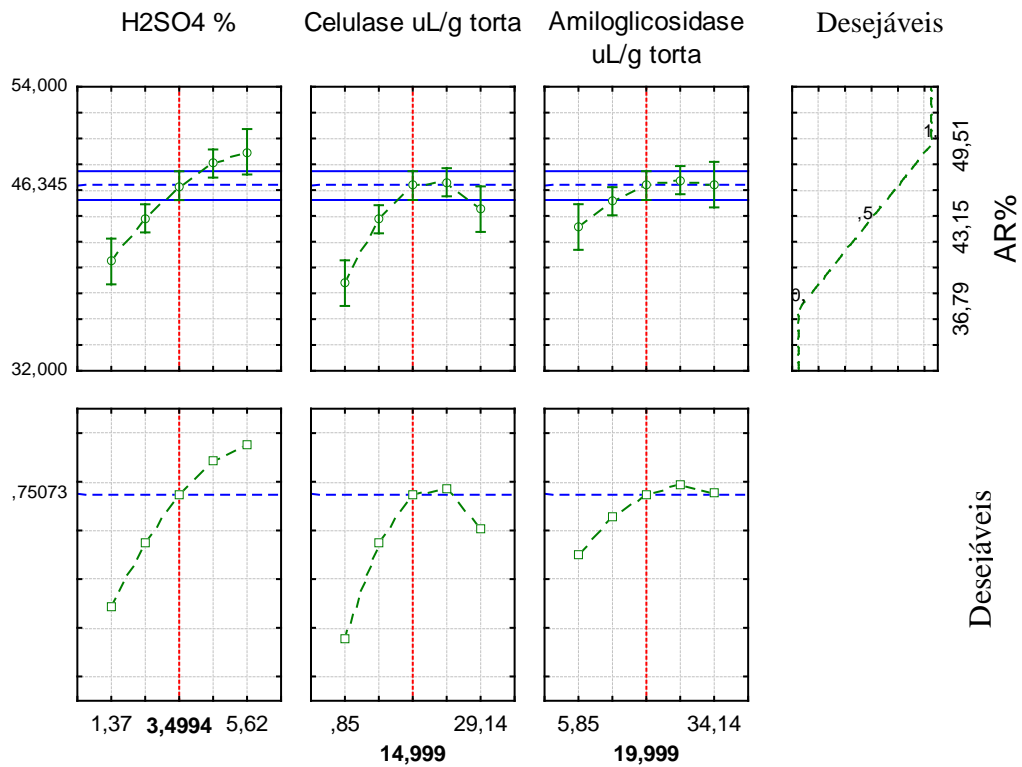 H2SO4 %
Celulase uL/g torta
Amiloglicosidase
uL/g torta
Desejáveis
54,000
46,345
32,000
1,
,5
0,
49,51
43,15
36,79
AR%
,75073
Desejáveis
1,37
3,4994
5,62
,85
14,999
29,14
5,85
19,999
34,14